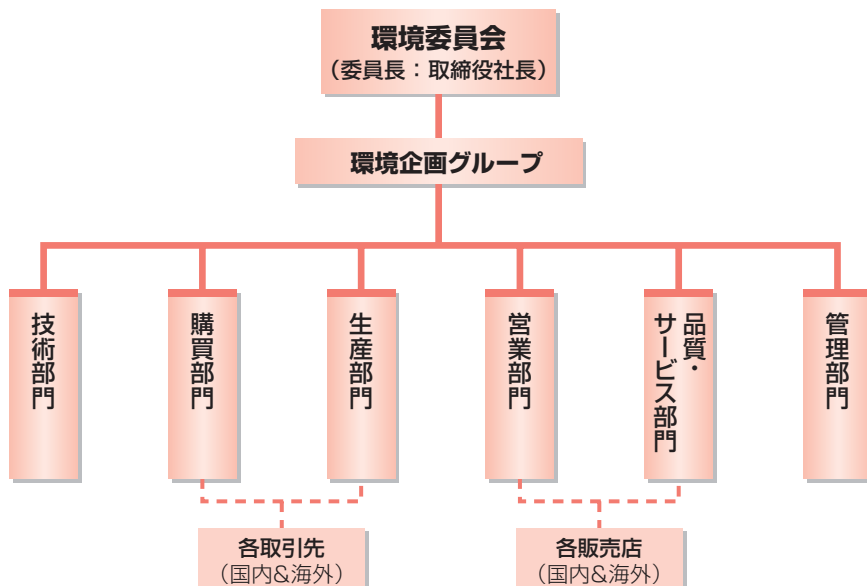 環境委員会
（委員長：取締役社長）
環境企画グループ
技術部門
購買部門
生産部門
営業部門
品質・
サービス部門
管理部門
各取引先
（国内&海外）
各販売店
（国内&海外）